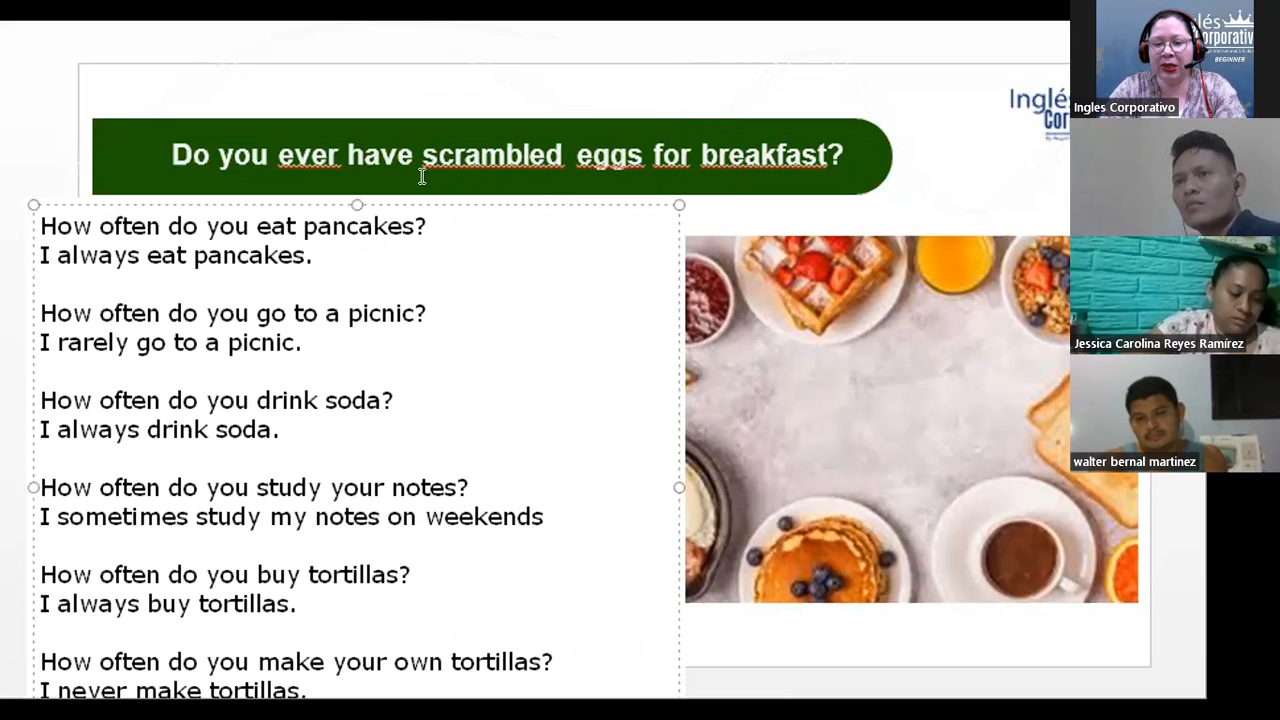 Do you ever have scrambled eggs for breakfast?
How often do you eat pancakes?
I always eat pancakes.
How often do you go to a picnic?
I rarely go to a picnic.
How often do you drink soda?
I always drink soda.
How often do you study your notes?
I sometimes study my notes on weekends
How often do you buy tortillas?
I always buy tortillas.
How often do you make your own tortillas?
I never make tortillas.
Inglé
Cor
glés
Corporativ
BEGINNER
Ingles Corporativo
Jessica Carolina Reyes Ramírez
walter bernal martinez